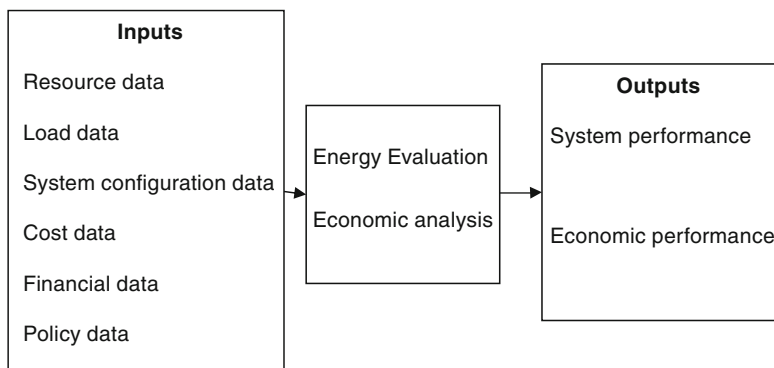 Inputs
Resource data
Load data
System configuration data
Cost data
Financial data
Policy data
Energy Evaluation
Economic analysis
Outputs
System performance
Economic performance